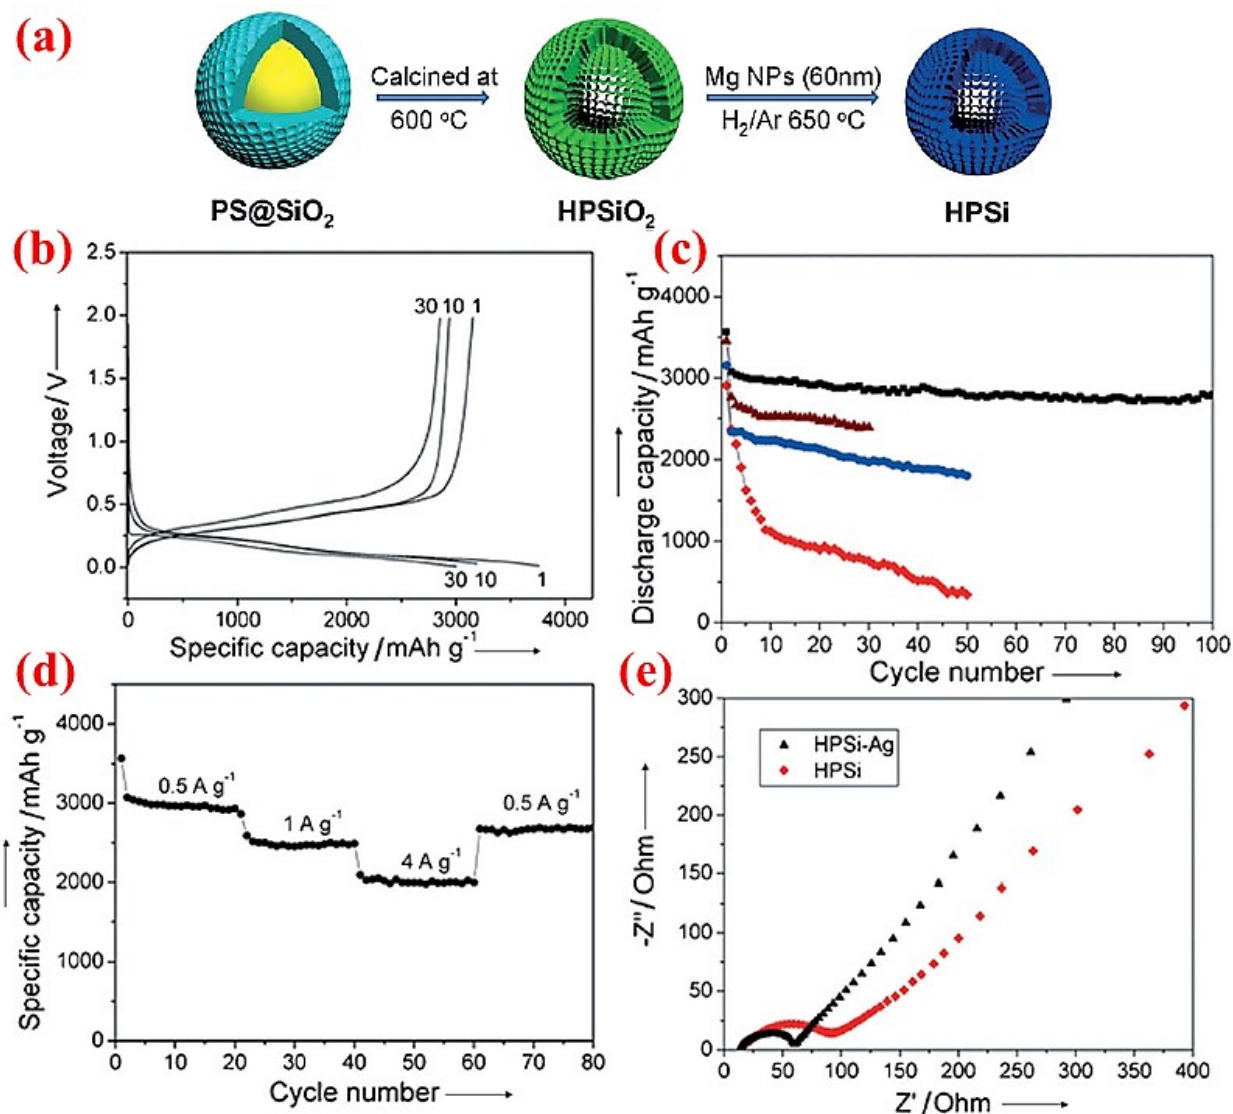 (a)
Calcined at
600 °C
Mg NPs (60nm)
H₂/Ar 650 °C
PS@SiO₂
HPSiO₂
HPSi
(b)
2.5
2.0
1.5
1.0
0.5
0.0
Voltage/ V
30 10 1
30 10 1
0 1000 2000 3000 4000
Specific capacity /mAh g⁻¹
(c)
4000
3000
2000
1000
0
Discharge capacity/ mAh g⁻¹
0 10 20 30 40 50 60 70 80 90 100
Cycle number
(d)
4000
3000
2000
1000
0
Specific capacity /mAh g⁻¹
0.5 A g⁻¹
1 A g⁻¹
4 A g⁻¹
0.5 A g⁻¹
0 10 20 30 40 50 60 70 80
Cycle number
(e)
300
250
200
150
100
50
0
-Z''/Ohm
HPSi-Ag
HPSi
0 50 100 150 200 250 300 350 400
Z'/Ohm